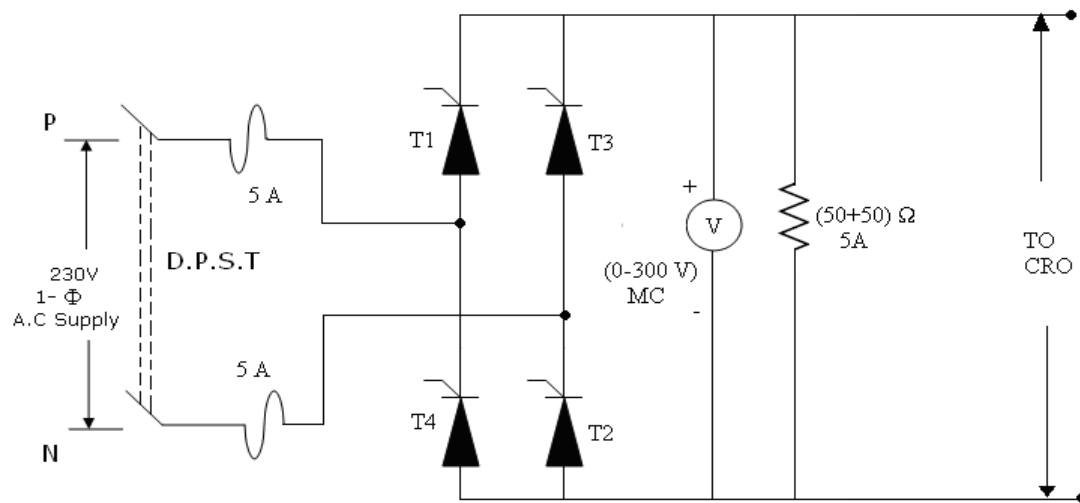 P
5 A
T1
T3
+
V
(50+50) Ω
5A
D.P.S.T
230V
1- Φ
A.C Supply
(0-300 V)
MC
-
TO
CRO
5 A
T4
T2
N